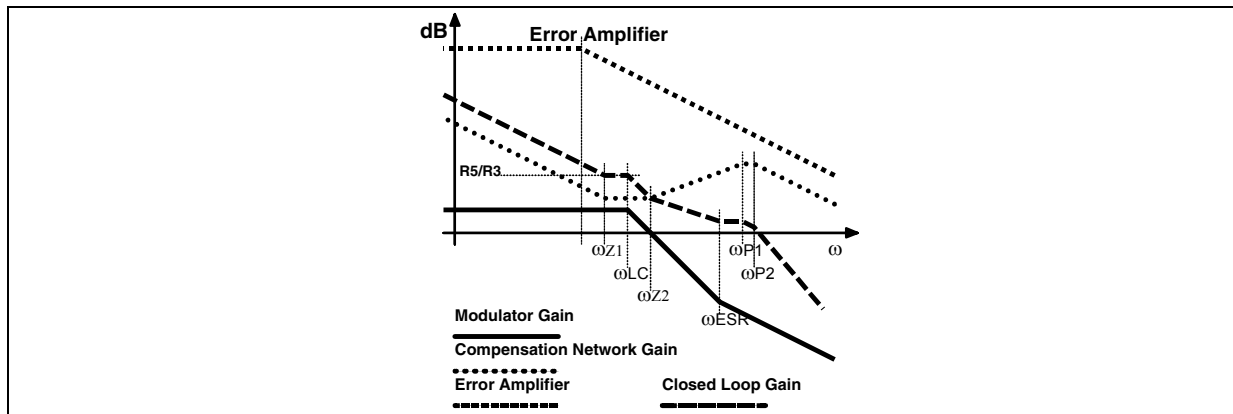 dB
Error Amplifier
R5/R3
ωZ1
ωP1
ω
ωLC
ωP2
ωZ2
ωESR
Modulator Gain
Compensation Network Gain
Error Amplifier
Closed Loop Gain